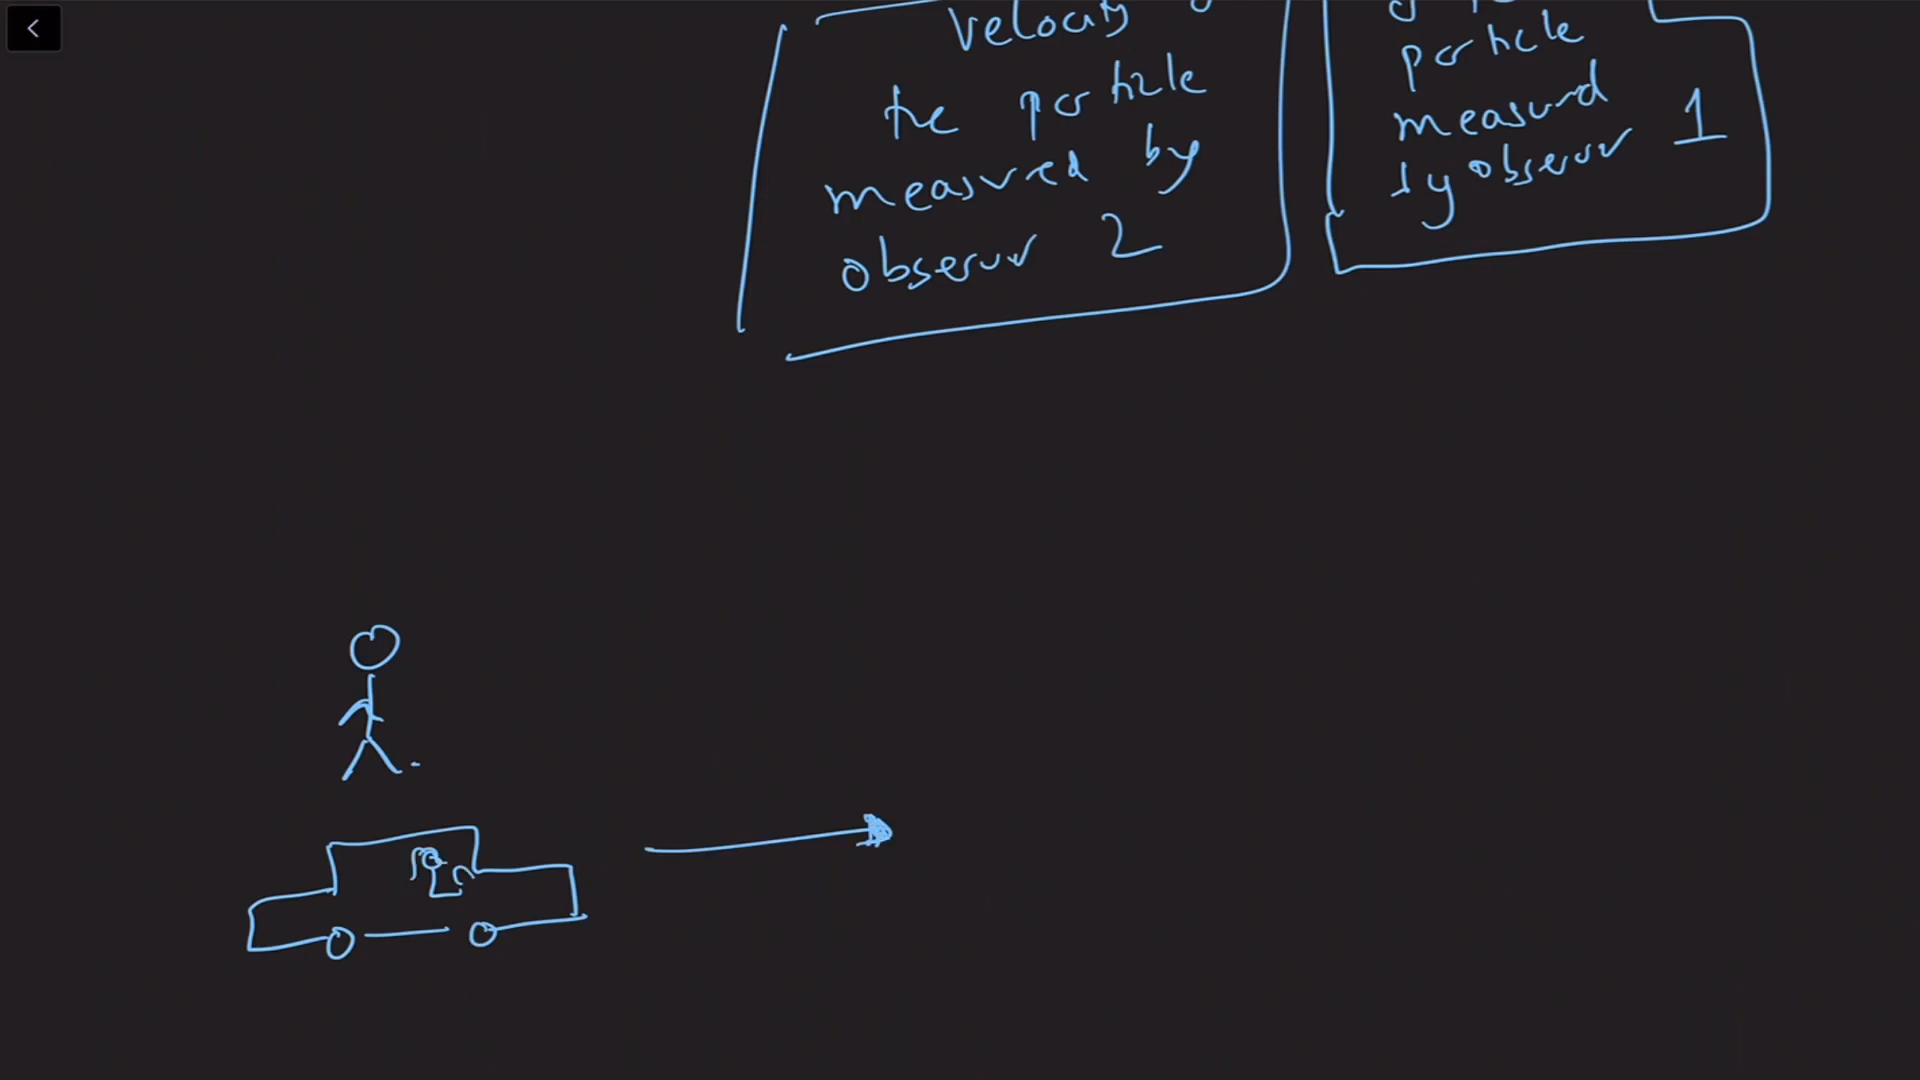 Velocity
the particle
measured by
observer 2
particle
measured
by observer 1